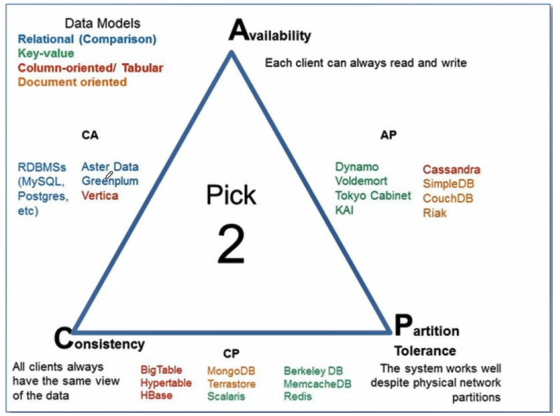 Data Models
Relational (Comparison)
Key-value
Column-oriented/ Tabular
Document oriented
Availability
Each client can always read and write
CA
RDBMSs
(MySQL,
Postgres,
etc)
Aster Data
Greenplum
Vertica
Pick
2
AP
Dynamo
Voldemort
Tokyo Cabinet
KAI
Cassandra
SimpleDB
CouchDB
Riak
Consistency
All clients always
have the same view
of the data
CP
BigTable
Hypertable
HBase
MongoDB
Terrastore
Scalaris
Berkeley DB
MemcacheDB
Redis
Partition
Tolerance
The system works well
despite physical network
partitions